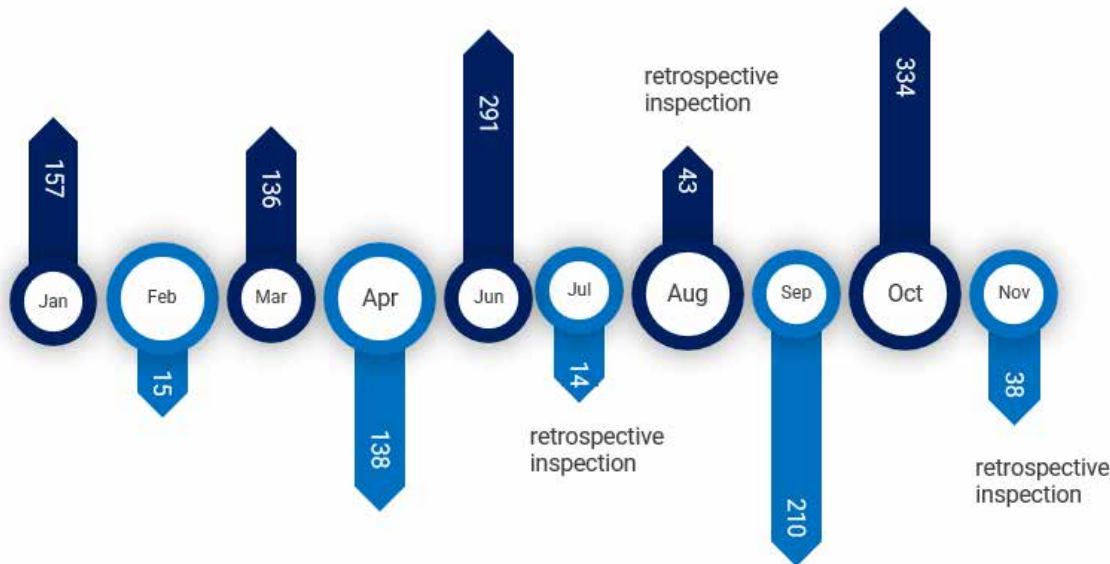 334
291
retrospective
inspection
157
136
43
Jan
Feb
Mar
Apr
Jun
Jul
Aug
Sep
Oct
Nov
15
14
38
138
retrospective
inspection
retrospective
inspection
210